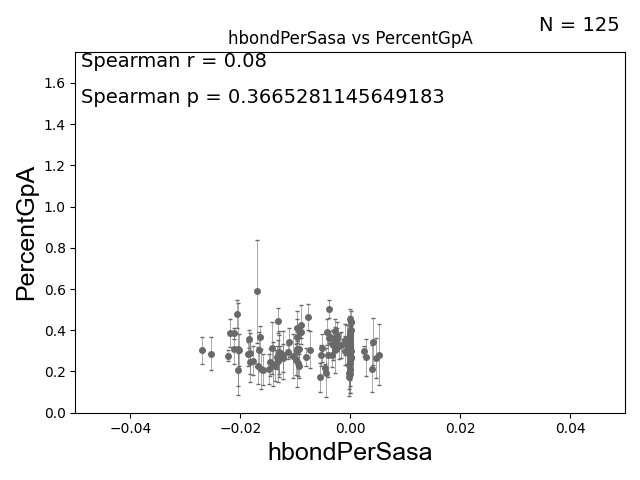 N = 125
hbondPerSasa vs PercentGpA
Spearman r = 0.08
Spearman p = 0.3665281145649183
PercentGpA
1.6
1.4
1.2
1.0
0.8
0.6
0.4
0.2
0.0
−0.04 −0.02 0.00 0.02 0.04
hbondPerSasa